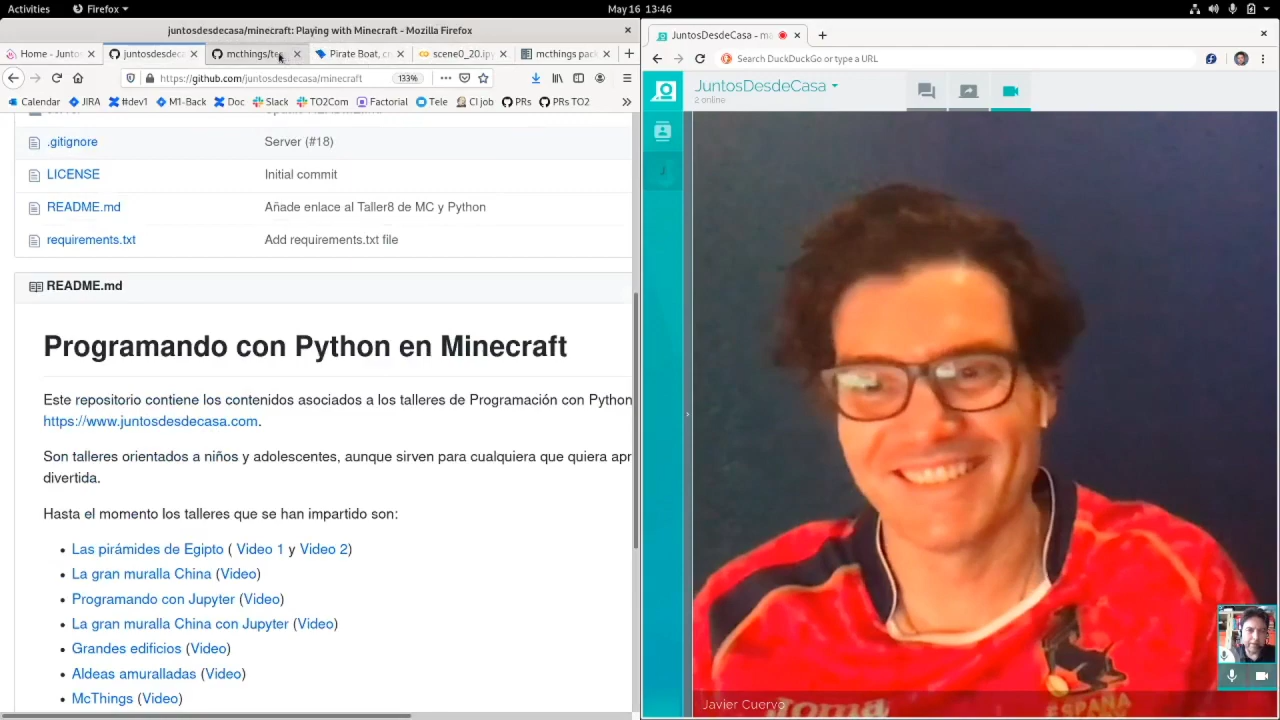 Activities Firefox May 16 13:46
juntosdesdecasa/minecraft: Playing with Minecraft - Mozilla Firefox
Home - Juntos juntosdesdec mcthings/te Pirate Boat, cr scene0_20.ipy mcthings pack
https://github.com/juntosdesdecasa/minecraft 133%
Calendar JIRA #dev1 M1-Back Doc Slack TO2Com Factorial Tele CI job PRs PRs TO2
.gitignore Server (#18)
LICENSE Initial commit
README.md Añade enlace al Taller8 de MC y Python
requirements.txt Add requirements.txt file
README.md
Programando con Python en Minecraft
Este repositorio contiene los contenidos asociados a los talleres de Programación con Python
https://www.juntosdesdecasa.com.
Son talleres orientados a niños y adolescentes, aunque sirven para cualquiera que quiera apr
divertida.
Hasta el momento los talleres que se han impartido son:
Las pirámides de Egipto ( Video 1 y Video 2)
La gran muralla China (Video)
Programando con Jupyter (Video)
La gran muralla China con Jupyter (Video)
Grandes edificios (Video)
Aldeas amuralladas (Video)
McThings (Video)
JuntosDesdeCasa - ma
Search DuckDuckGo or type a URL
JuntosDesdeCasa
2 online
J
Javier Cuervo
Joma
ESPAÑA